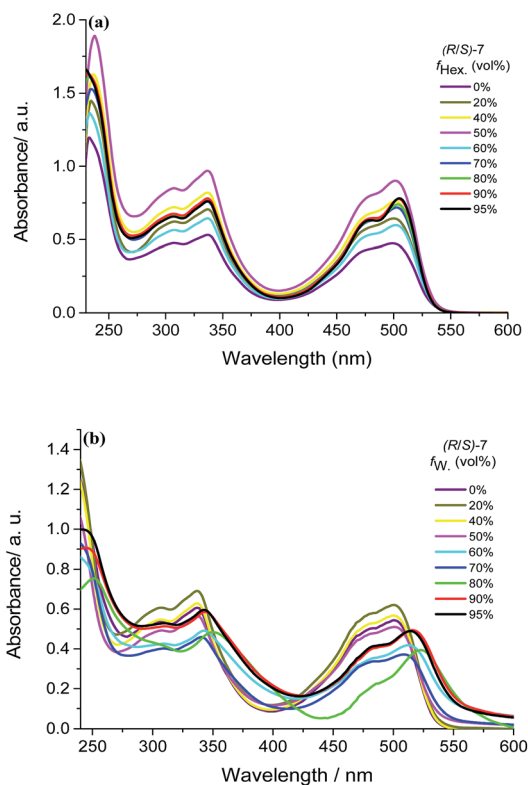 (a)
(R/S)-7
fHex. (vol%)
0%
20%
40%
50%
60%
70%
80%
90%
95%
Absorbance/ a.u.
2.0
1.5
1.0
0.5
0.0
250 300 350 400 450 500 550 600
Wavelength (nm)
(b)
(R/S)-7
fW. (vol%)
0%
20%
40%
50%
60%
70%
80%
90%
95%
Absorbance/ a. u.
1.4
1.2
1.0
0.8
0.6
0.4
0.2
0.0
250 300 350 400 450 500 550 600
Wavelength / nm